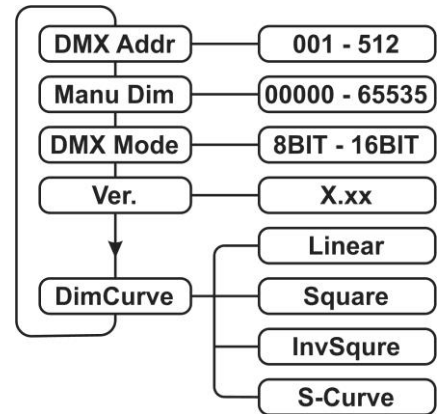 DMX Addr 001 - 512
Manu Dim 00000 - 65535
DMX Mode 8BIT - 16BIT
Ver. X.xx
Linear
DimCurve Square
InvSqure
S-Curve